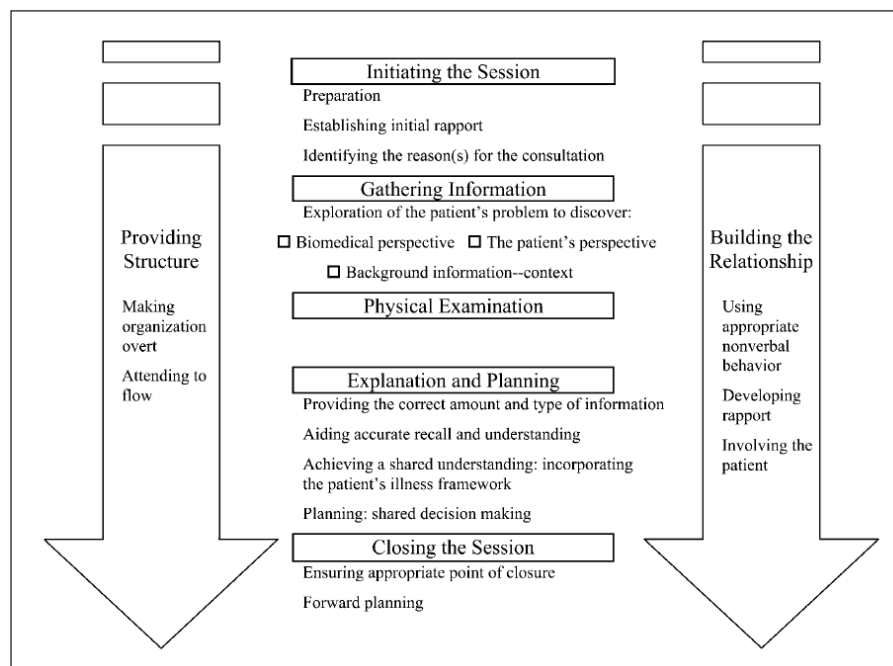 Initiating the Session
Preparation
Establishing initial rapport
Identifying the reason(s) for the consultation
Gathering Information
Exploration of the patient's problem to discover:
Biomedical perspective
The patient's perspective
Background information--context
Physical Examination
Explanation and Planning
Providing the correct amount and type of information
Aiding accurate recall and understanding
Achieving a shared understanding: incorporating
the patient's illness framework
Planning: shared decision making
Closing the Session
Ensuring appropriate point of closure
Forward planning
Providing
Structure
Making
organization
overt
Attending to
flow
Building the
Relationship
Using
appropriate
nonverbal
behavior
Developing
rapport
Involving the
patient